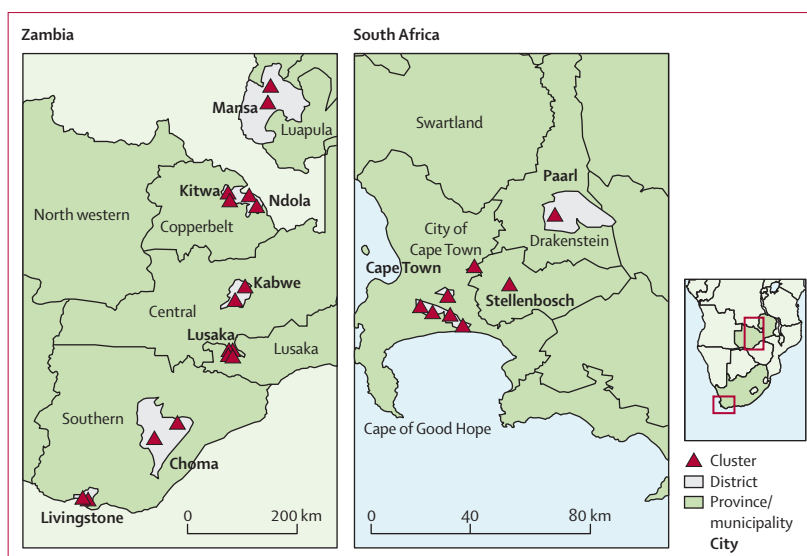 Zambia
South Africa
Mansa
Luapula
Swartland
Kitwa
Ndola
Copperbelt
North western
Paarl
City of
Cape Town
Drakenstein
Cape Town
Stellenbosch
Kabwe
Central
Lusaka
Lusaka
Southern
Choma
Livingstone
0
200 km
Cape of Good Hope
0
40
80 km
Cluster
District
Province/
municipality
City